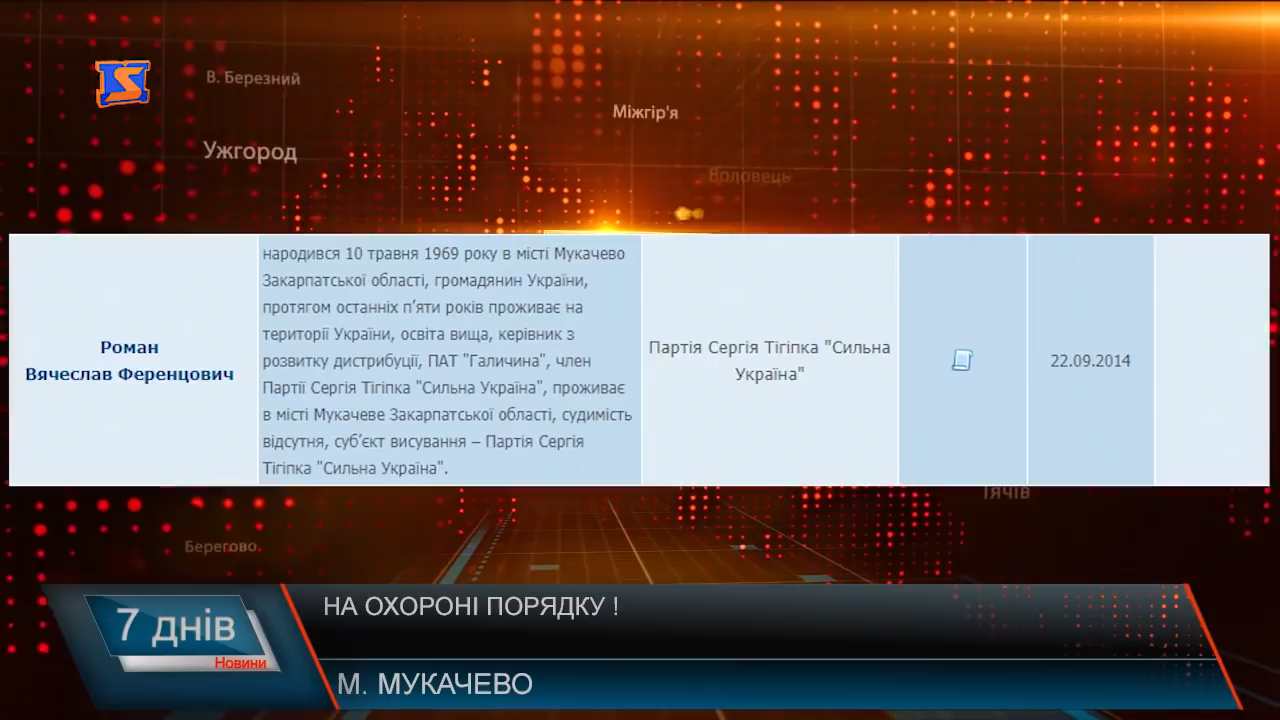 В. Березний
Міжгір'я
Ужгород
Воловець
Роман
Вячеслав Ференцович
народився 10 травня 1969 року в місті Мукачево
Закарпатської області, громадянин України,
протягом останніх п’яти років проживає на
території України, освіта вища, керівник з
розвитку дистрибуції, ПАТ "Галичина", член
Партії Сергія Тігіпка "Сильна Україна", проживає
в місті Мукачеве Закарпатської області, судимість
відсутня, суб’єкт висування – Партія Сергія
Тігіпка "Сильна Україна".
Партія Сергія Тігіпка "Сильна
Україна"
22.09.2014
Тячів
Берегово
7 днів
Новини
НА ОХОРОНІ ПОРЯДКУ !
М. МУКАЧЕВО